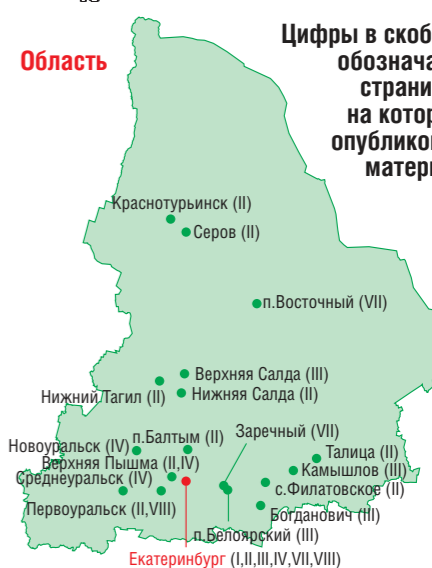 Цифры в скоб
Область
обознача
страни
на котор
опубликов
матери
Краснотурьинск (II)
Серов (II)
п.Восточный (VII)
Верхняя Салда (III)
Нижний Тагил (II)
Нижняя Салда (II)
п.Балтым (II)
Заречный (VII)
Новоуральск (IV)
Талица (II)
Верхняя Пышма (II,IV)
Камышлов (III)
Среднеуральск (IV)
с.Филатовское (II)
Первоуральск (II,VIII)
Богданович (III)
п.Белоярский (III)
Екатеринбург (I,II,III,IV,VII,VIII)